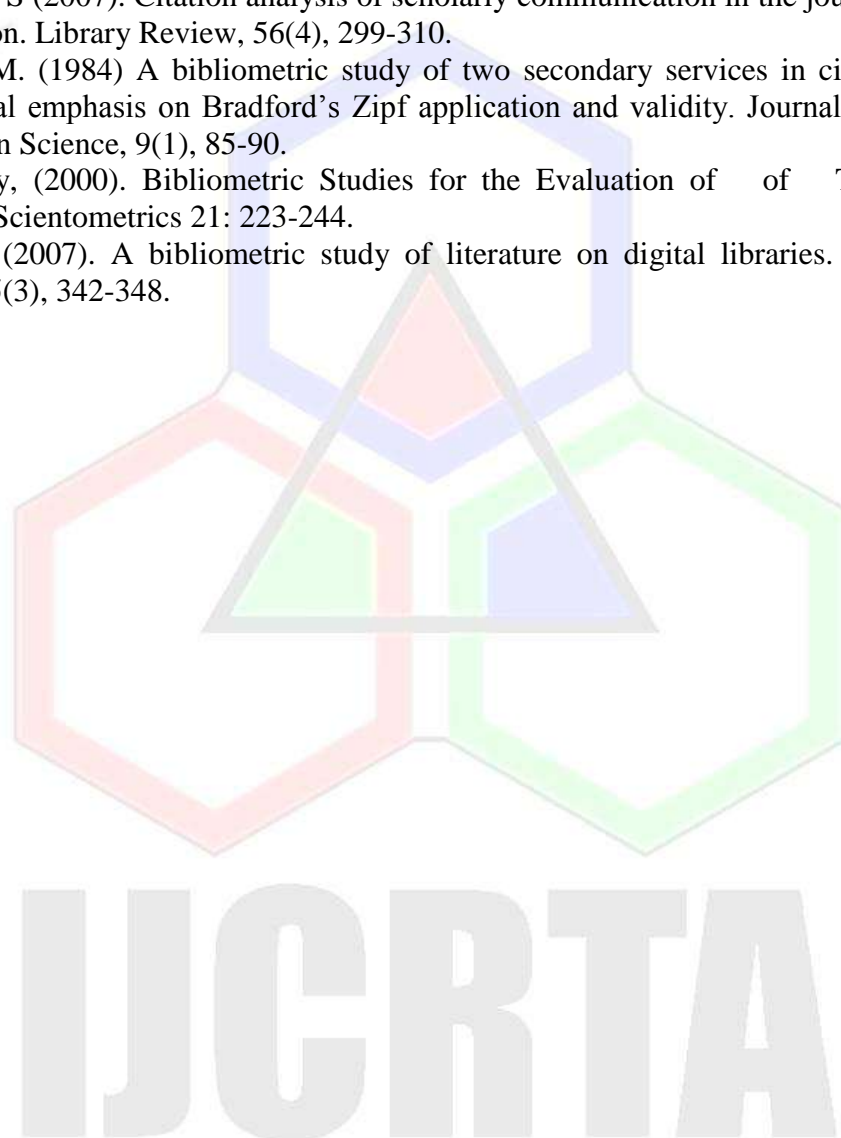 S (2007). Citation analysis of scholarly communication in the jou
on. Library Review, 56(4), 299-310.
M. (1984) A bibliometric study of two secondary services in ci
al emphasis on Bradford's Zipf application and validity. Journal
n Science, 9(1), 85-90.
y, (2000). Bibliometric Studies for the Evaluation of of T
Scientometrics 21: 223-244.
(2007). A bibliometric study of literature on digital libraries.
(3), 342-348.
IJCRTA